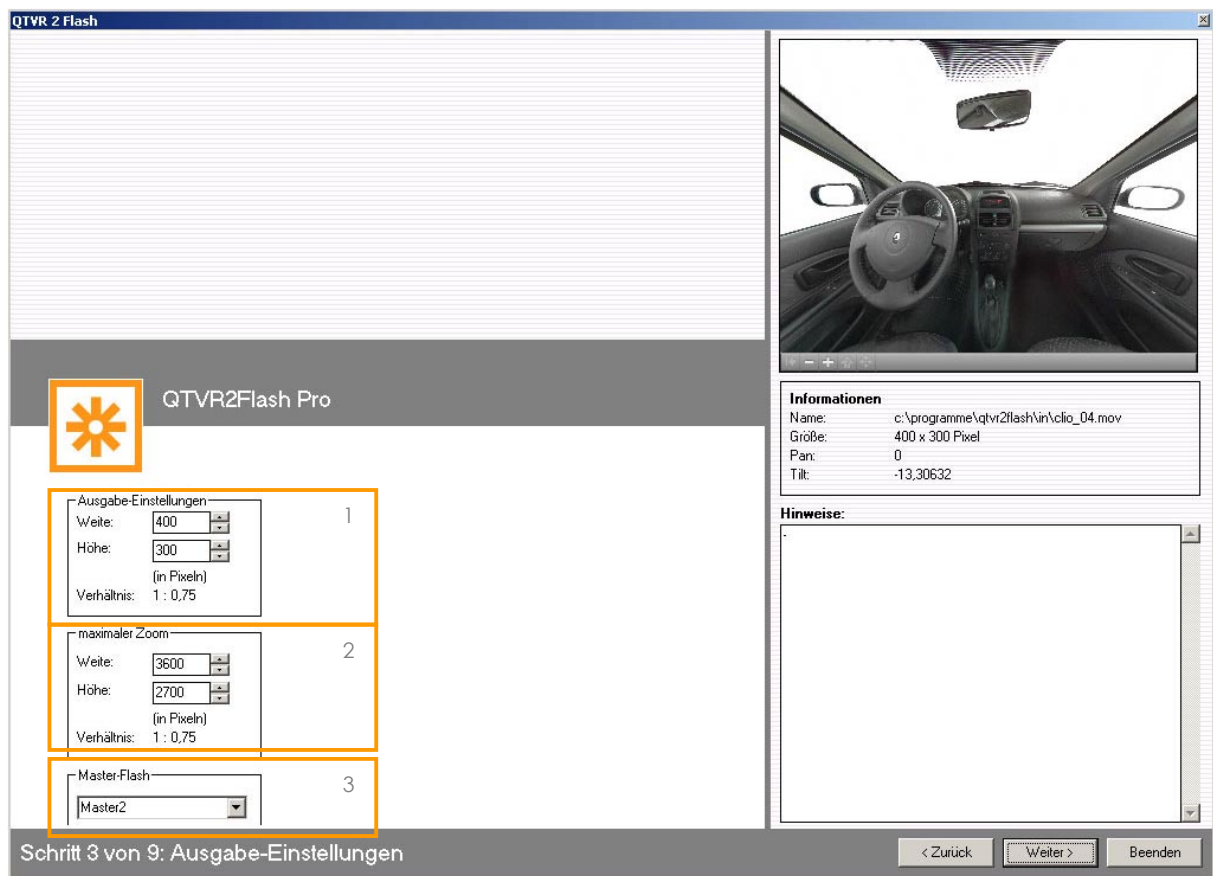 QTVR 2 Flash
QTVR2Flash Pro
Ausgabe-Einstellungen
1
Weite: 400
Höhe: 300
(in Pixeln)
Verhältnis: 1 : 0,75
maximaler Zoom
2
Weite: 3600
Höhe: 2700
(in Pixeln)
Verhältnis: 1 : 0,75
Master-Flash
3
Master2
Informationen
Name: c:\programme\qtvr2flash\in\clio_04.mov
Größe: 400 x 300 Pixel
Pan: 0
Tilt: -13,30632
Hinweise:
-
Schritt 3 von 9: Ausgabe-Einstellungen
< Zurück
Weiter >
Beenden